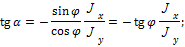 tg α = − sin φ / cos φ J_x / J_y = − tg φ J_x / J_y ;